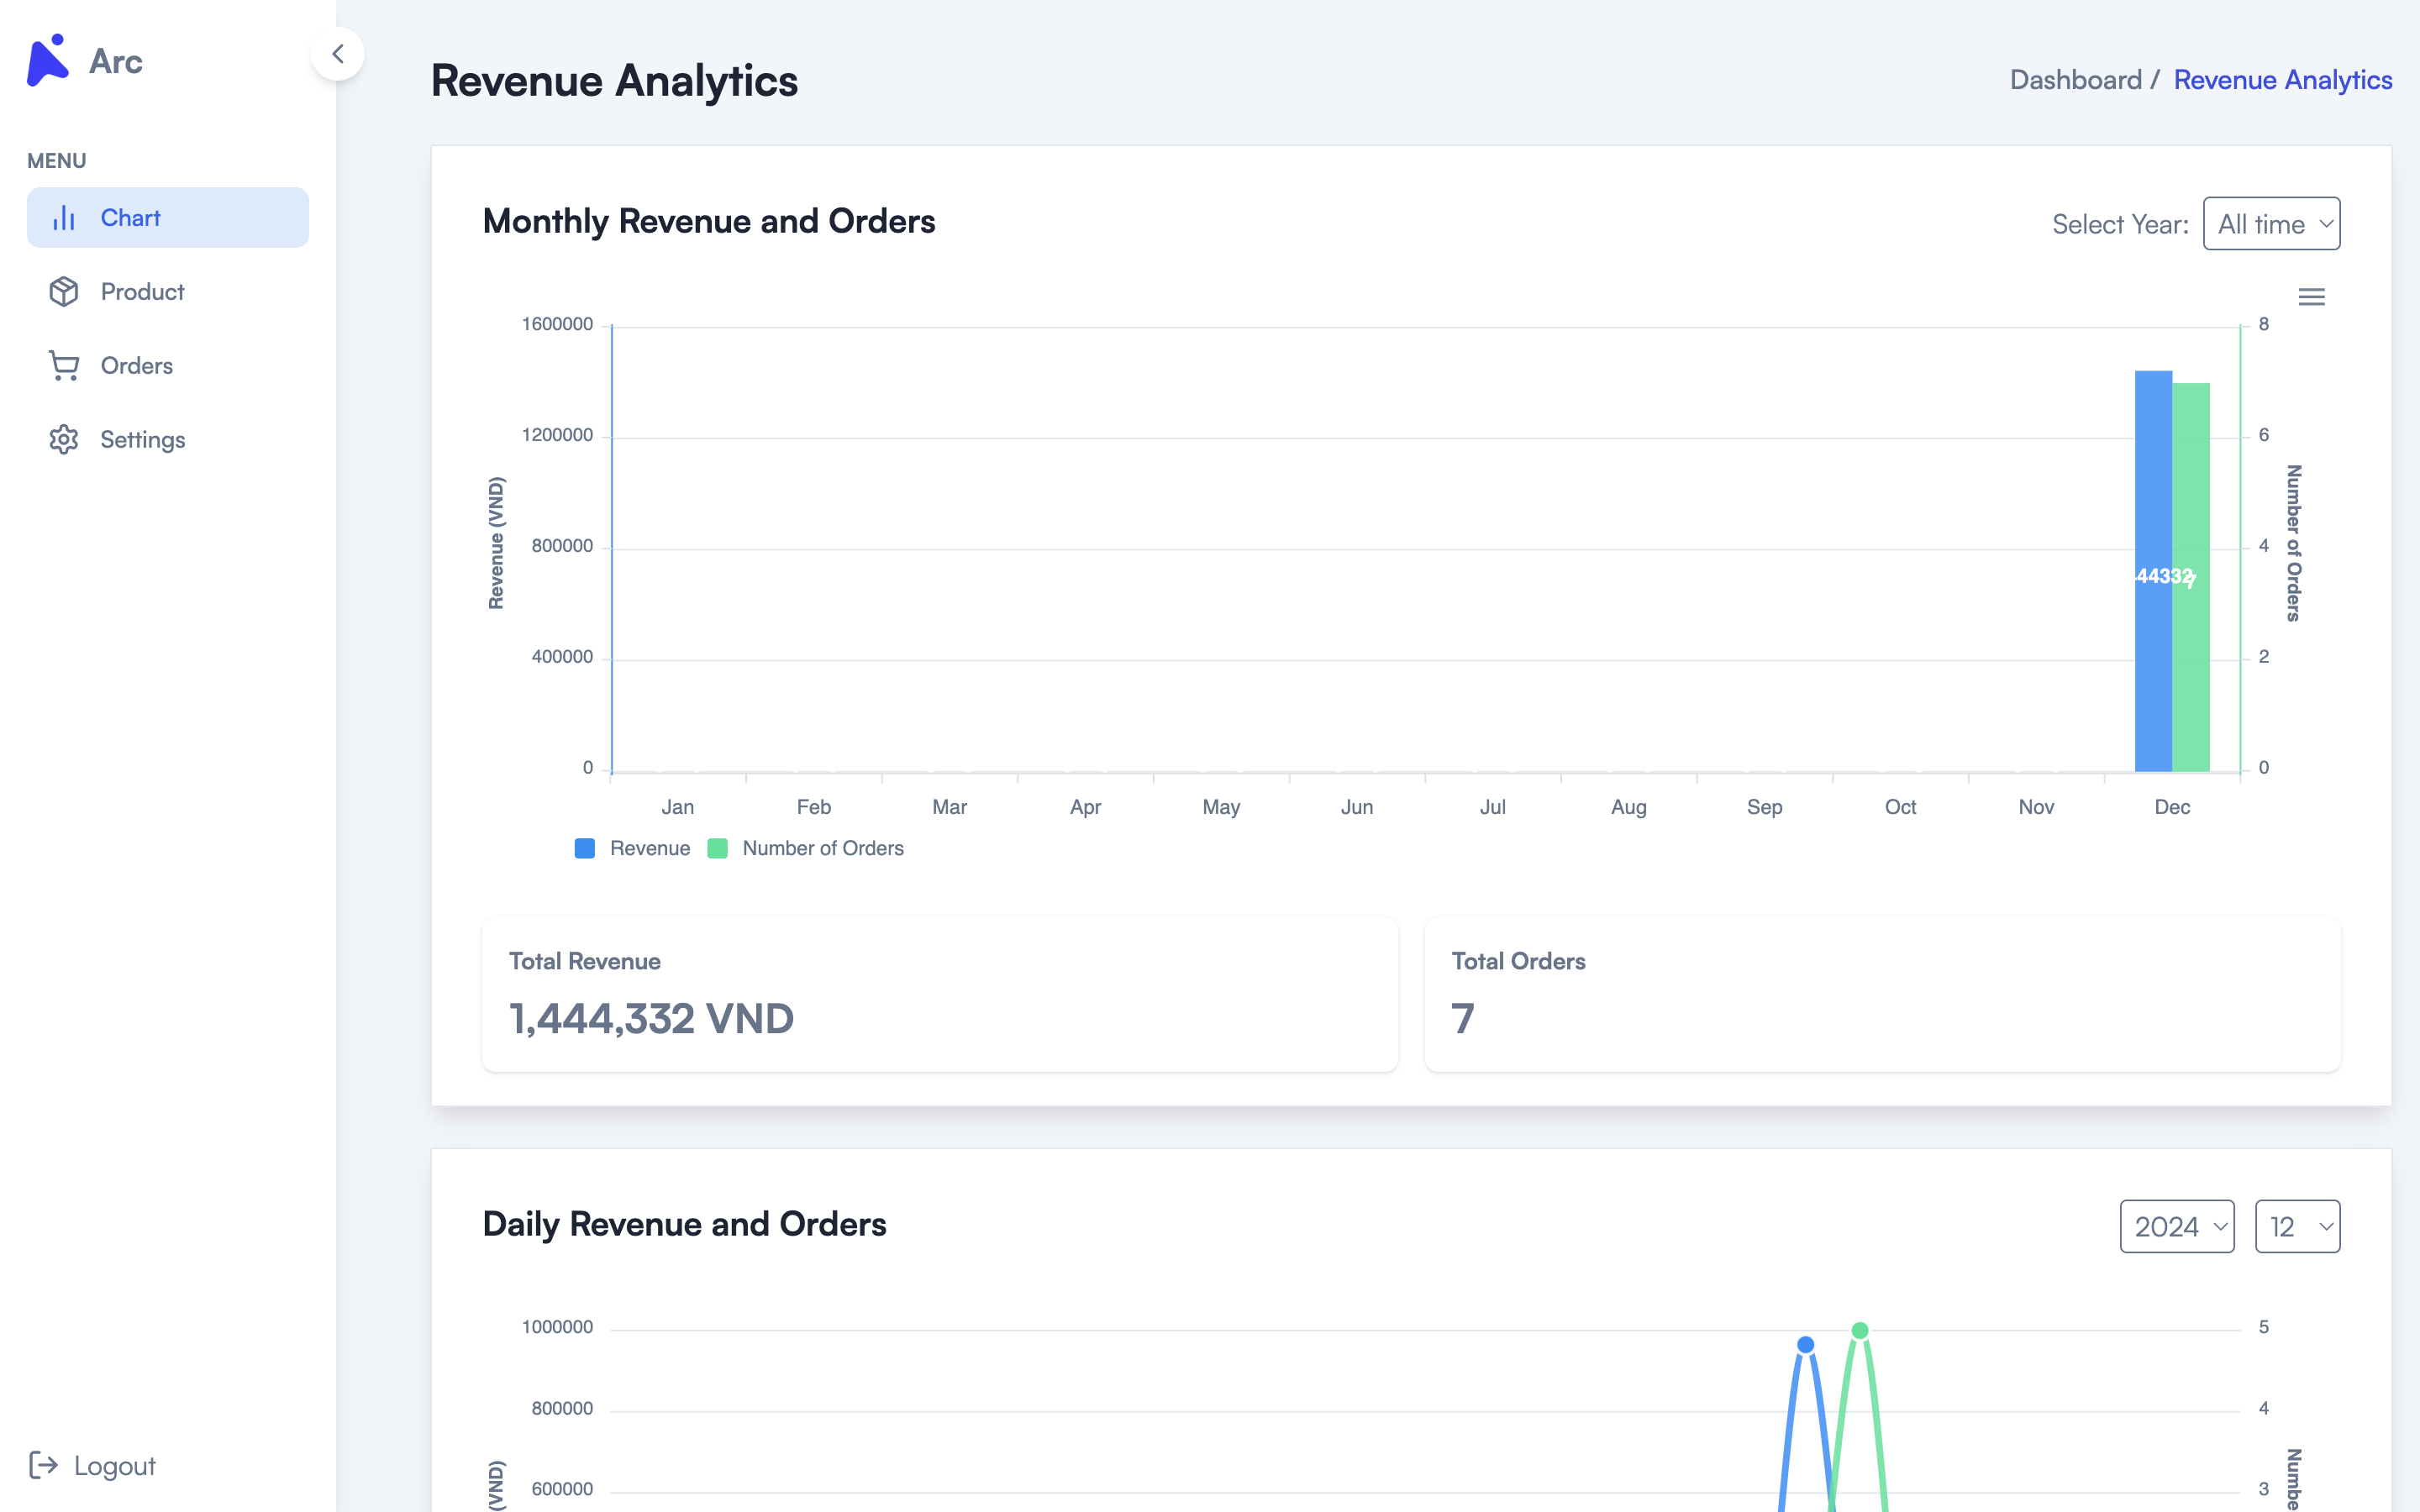 Arc
MENU
Chart
Product
Orders
Settings
Logout
Revenue Analytics
Dashboard / Revenue Analytics
Monthly Revenue and Orders
Select Year: All time
1600000
1200000
800000
400000
0
Revenue (VND)
8
6
4
2
0
Number of Orders
44332
7
Jan Feb Mar Apr May Jun Jul Aug Sep Oct Nov Dec
Revenue Number of Orders
Total Revenue
1,444,332 VND
Total Orders
7
Daily Revenue and Orders
2024 12
1000000
800000
600000
(VND)
5
4
3
Numbe